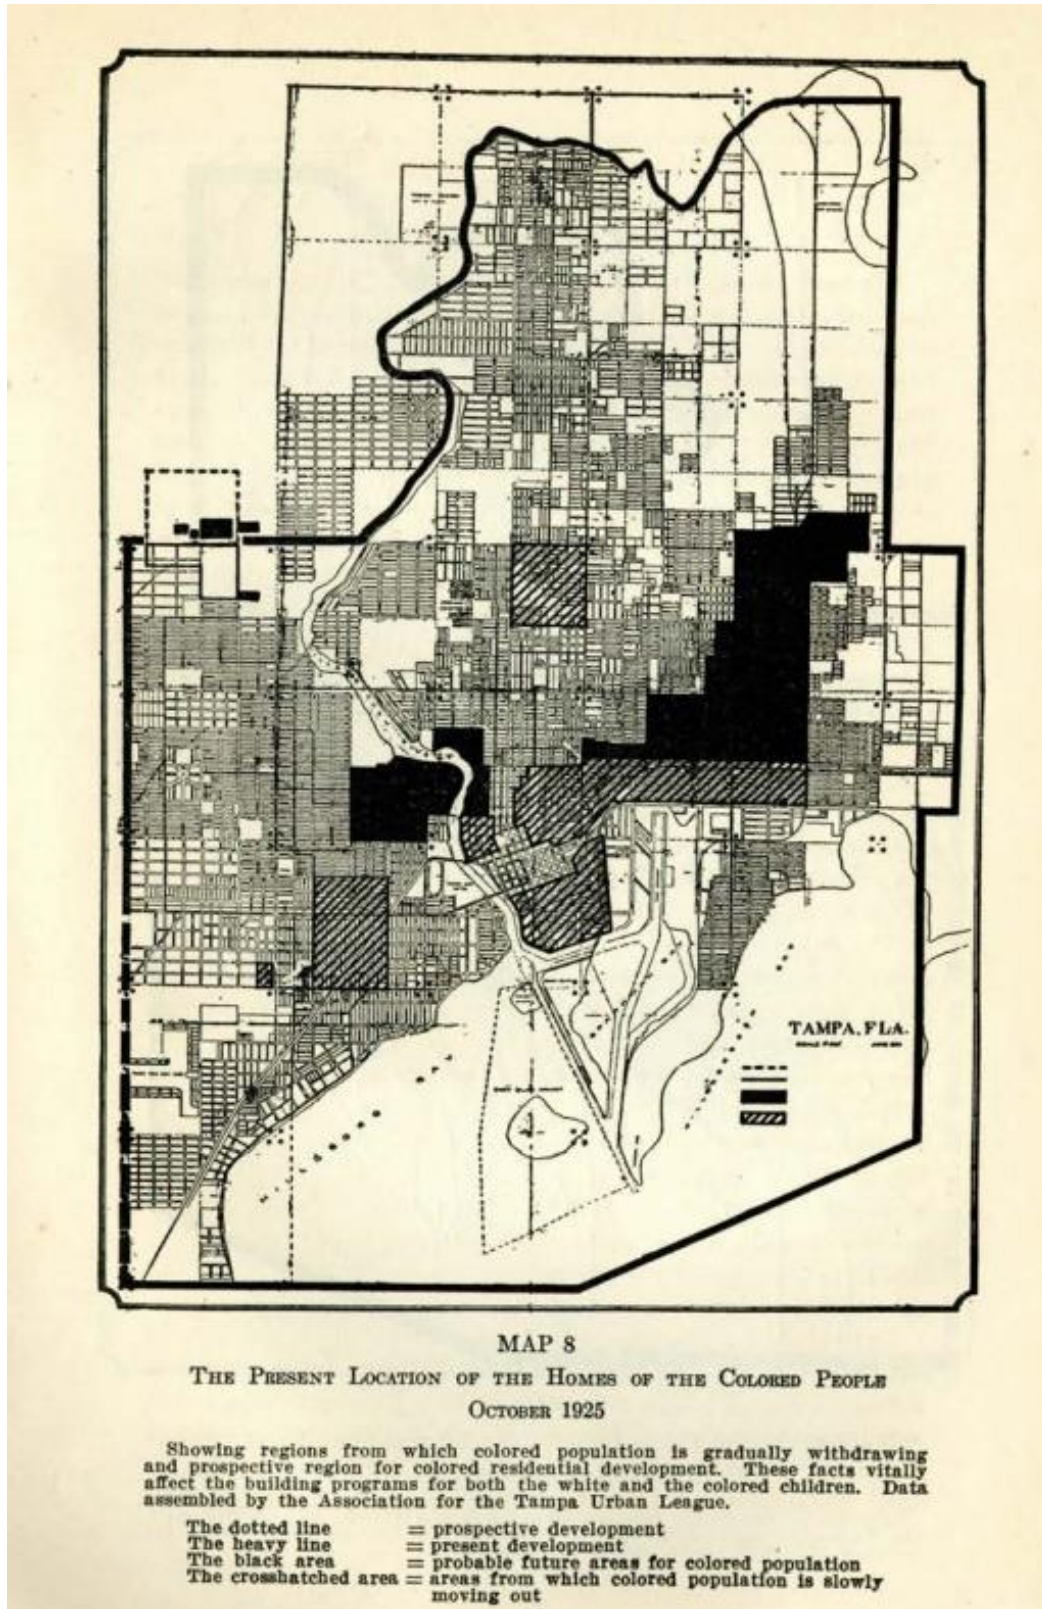 TAMPA, FLA.
MAP 8
THE PRESENT LOCATION OF THE HOMES OF THE COLORED PEOPLE
OCTOBER 1925
Showing regions from which colored population is gradually withdrawing
and prospective region for colored residential development. These facts vitally
affect the building programs for both the white and the colored children. Data
assembled by the Association for the Tampa Urban League.
The dotted line = prospective development
The heavy line = present development
The black area = probable future areas for colored population
The crosshatched area = areas from which colored population is slowly
moving out